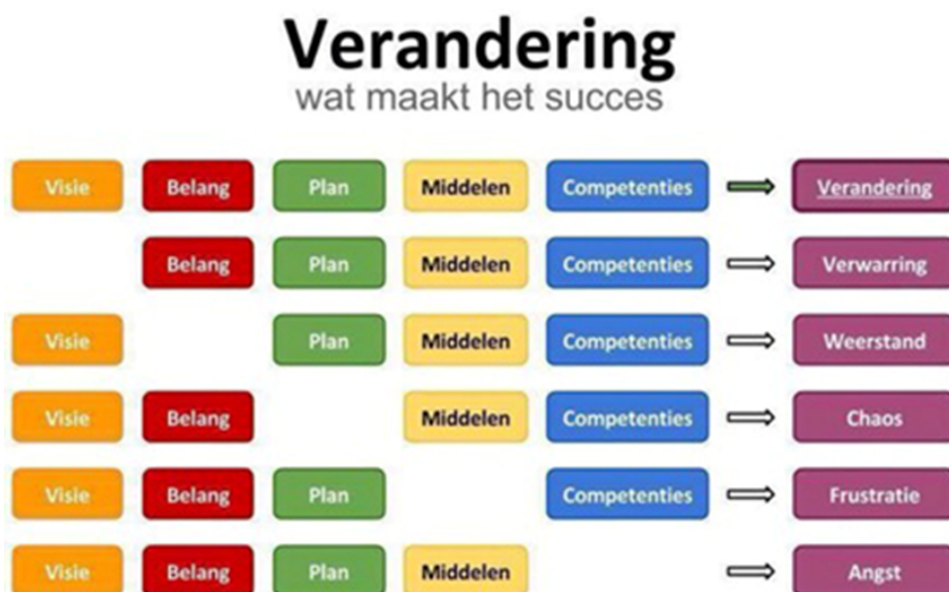 Verandering
wat maakt het succes
Visie Belang Plan Middelen Competenties Verandering
Belang Plan Middelen Competenties Verwarring
Visie Plan Middelen Competenties Weerstand
Visie Belang Middelen Competenties Chaos
Visie Belang Plan Competenties Frustratie
Visie Belang Plan Middelen Angst